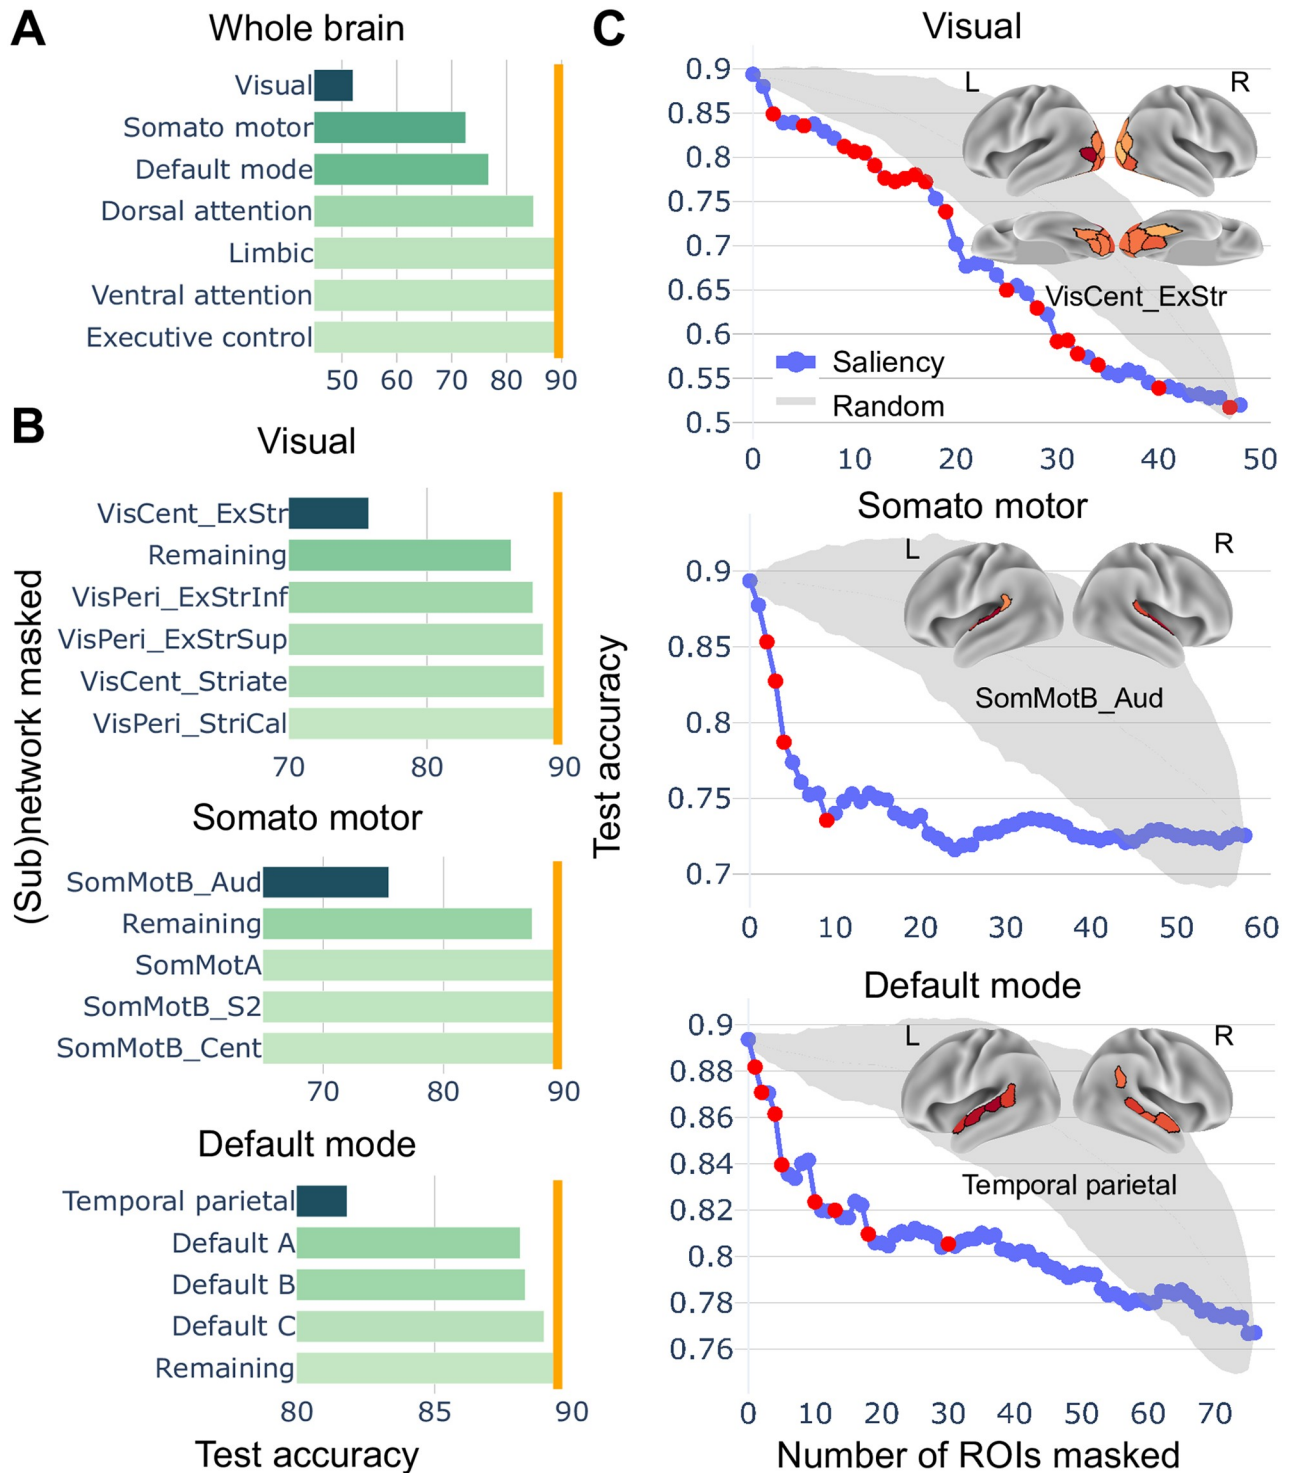 A
Whole brain
Visual
Somato motor
Default mode
Dorsal attention
Limbic
Ventral attention
Executive control
50 60 70 80 90
B
Visual
VisCent_ExStr
Remaining
VisPeri_ExStrInf
VisPeri_ExStrSup
VisCent_Striate
VisPeri_StriCal
70 80 90
Somato motor
SomMotB_Aud
Remaining
SomMotA
SomMotB_S2
SomMotB_Cent
70 80 90
Default mode
Temporal parietal
Default A
Default B
Default C
Remaining
80 85 90
Test accuracy
(Sub)network masked
C
Visual
0.9
0.85
0.8
0.75
0.7
0.65
0.6
0.55
0.5
L R
VisCent_ExStr
Saliency
Random
0 10 20 30 40 50
Somato motor
0.9
0.85
0.8
0.75
0.7
L R
SomMotB_Aud
0 10 20 30 40 50 60
Default mode
0.9
0.88
0.86
0.84
0.82
0.8
0.78
0.76
L R
Temporal parietal
0 10 20 30 40 50 60 70
Number of ROIs masked
Test accuracy